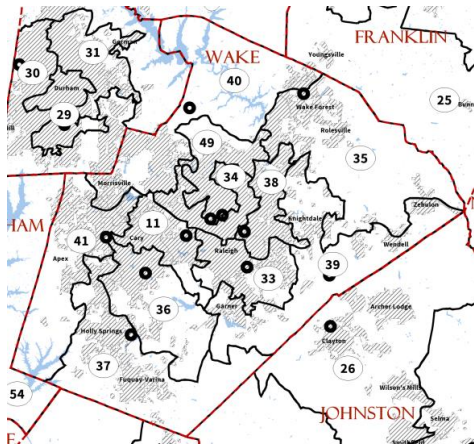 FRANKLIN
WAKE
Youngsville
31
30
40
Durham
25
Wake Forest
29
Rolesville
49
35
34
38
Morrisville
Zebulon
HAM
11
Knightdale
41
Cary
Wendell
Raleigh
Apex
39
33
Garner
36
Archer Lodge
Holly Springs
Clayton
37
26
Fuquay-Varina
Wilson's Mills
54
JOHNSTON
Selma